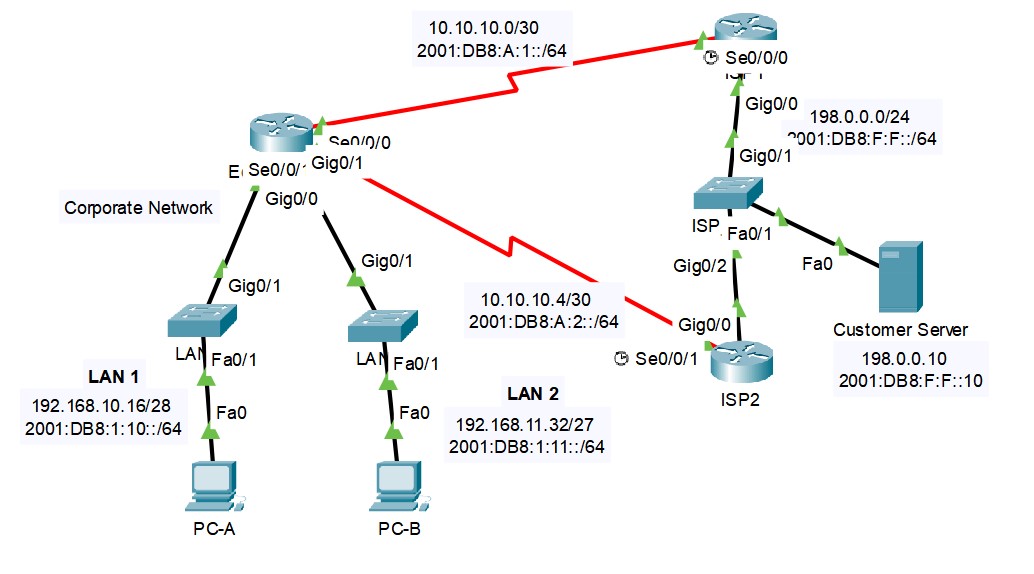 10.10.10.0/30
2001:DB8:A:1::/64
Se0/0/0
Gig0/0
198.0.0.0/24
2001:DB8:F:F::/64
Gig0/1
Se0/0/0
Gig0/1
Se0/0/
Gig0/0
Corporate Network
ISP
Fa0/1
Gig0/2
Fa0
Gig0/1
Gig0/1
10.10.10.4/30
2001:DB8:A:2::/64
Gig0/0
Se0/0/1
ISP2
Customer Server
198.0.0.10
2001:DB8:F:F::10
LAN
Fa0/1
LAN
Fa0/1
LAN 1
192.168.10.16/28
2001:DB8:1:10::/64
Fa0
Fa0
LAN 2
192.168.11.32/27
2001:DB8:1:11::/64
PC-A
PC-B